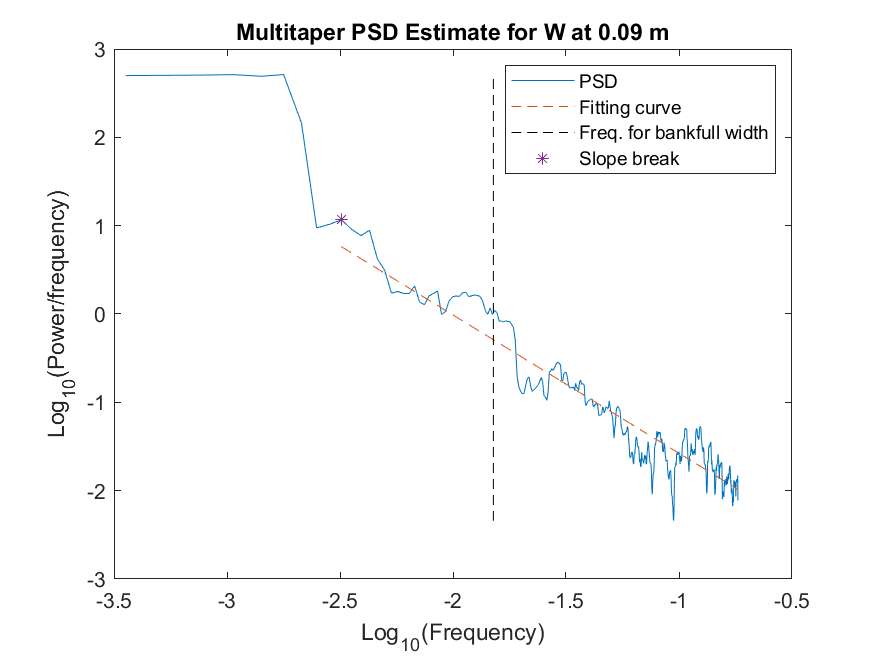 Multitaper PSD Estimate for W at 0.09 m
PSD
Fitting curve
Freq. for bankfull width
Slope break
3
2
1
0
-1
-2
-3
Log10(Power/frequency)
-3.5 -3 -2.5 -2 -1.5 -1 -0.5
Log10(Frequency)